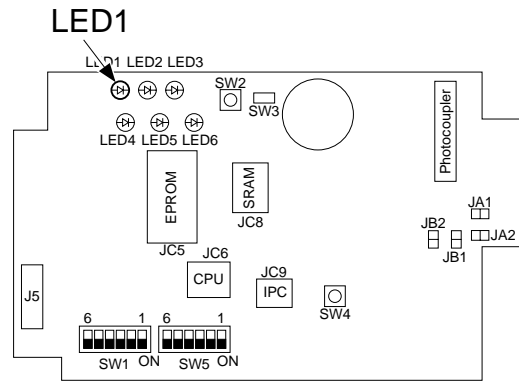 LED1
LED1 LED2 LED3
SW2
SW3
LED4 LED5 LED6
Photocoupler
EPROM
SRAM
JC5
JC8
JA1
JB2
JA2
JB1
JC6
CPU
JC9
IPC
J5
SW4
6 1 6 1
SW1 ON SW5 ON